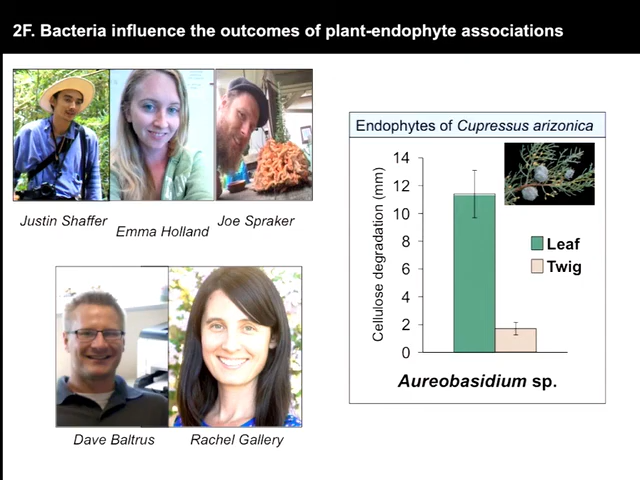 2F. Bacteria influence the outcomes of plant-endophyte associations
Justin Shaffer
Emma Holland
Joe Spraker
Dave Baltrus
Rachel Gallery
Endophytes of Cupressus arizonica
Cellulose degradation (mm)
14
12
10
8
6
4
2
0
Leaf
Twig
Aureobasidium sp.